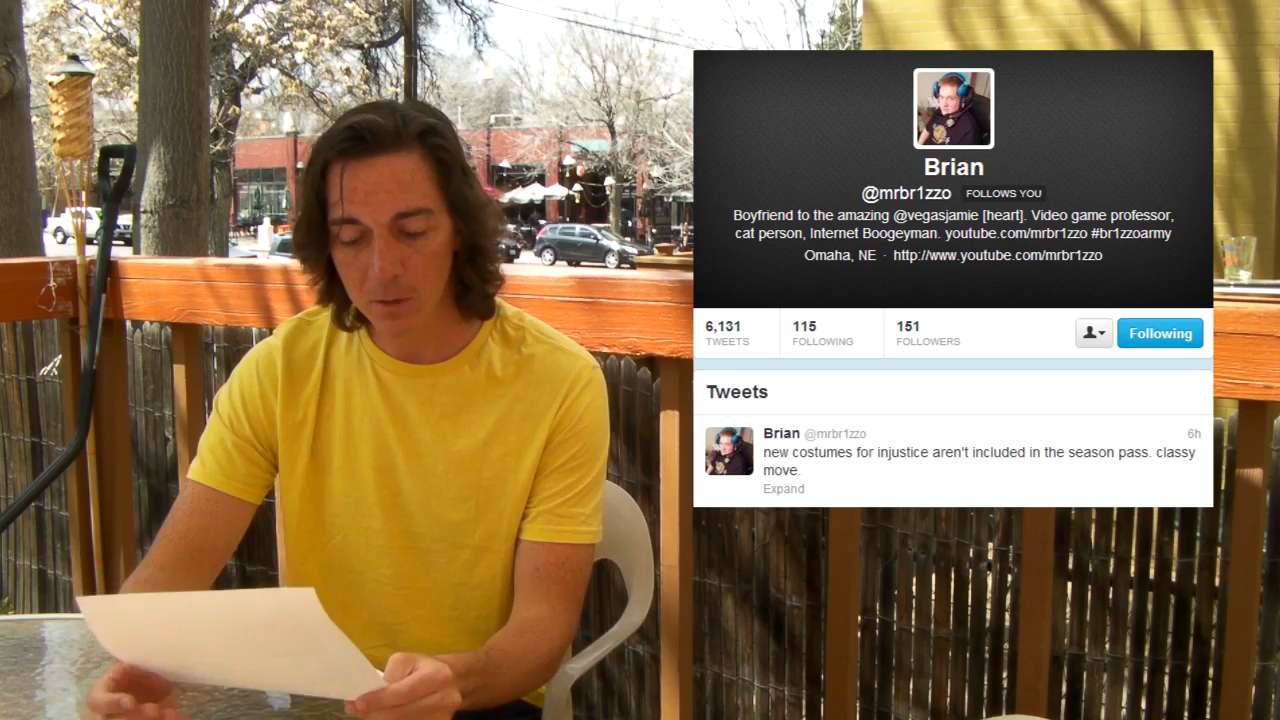 Brian
@mrbr1zzo FOLLOWS YOU
Boyfriend to the amazing @vegasjamie [heart]. Video game professor,
cat person, Internet Boogeyman. youtube.com/mrbr1zzo #br1zzoarmy
Omaha, NE · http://www.youtube.com/mrbr1zzo
6,131 115 151
TWEETS FOLLOWING FOLLOWERS
Following
Tweets
Brian @mrbr1zzo 6h
new costumes for injustice aren't included in the season pass. classy
move.
Expand